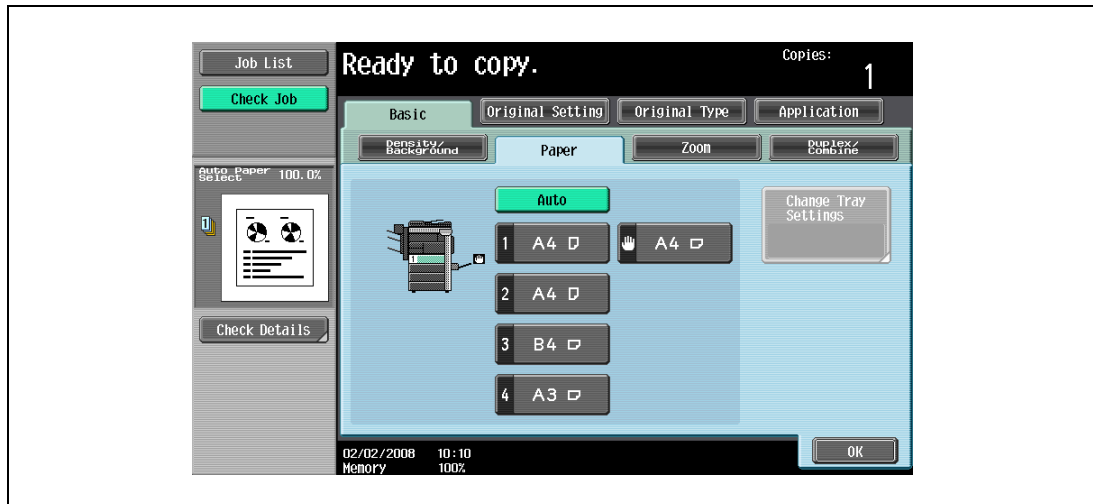 Job List
Check Job
Ready to copy.
Copies:
1
Basic
Original Setting
Original Type
Application
Density/
Background
Paper
Zoom
Duplex/
Combine
Auto Paper
Select 100.0%
1
Check Details
Auto
1 A4
A4
2 A4
3 B4
4 A3
1
Change Tray
Settings
02/02/2008 10:10
Memory 100%
OK